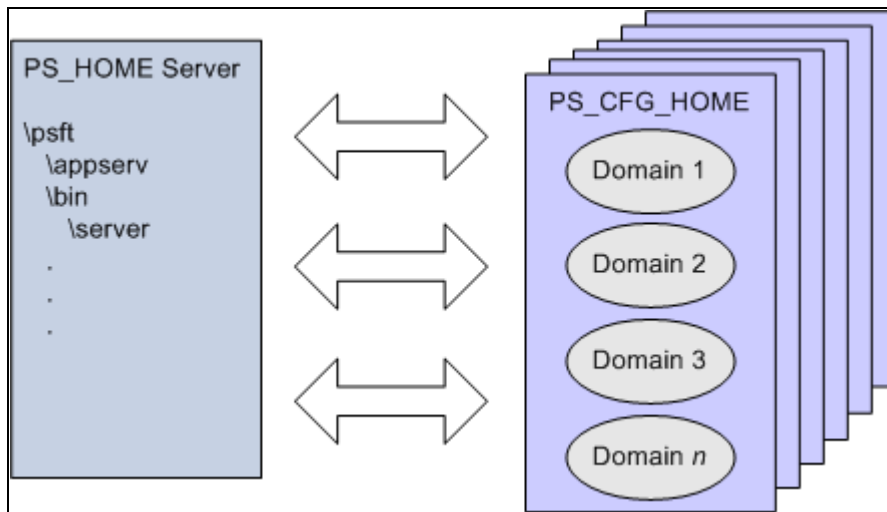 PS_HOME Server
\psft
\appserv
\bin
\server
.
.
.
PS_CFG_HOME
Domain 1
Domain 2
Domain 3
Domain n